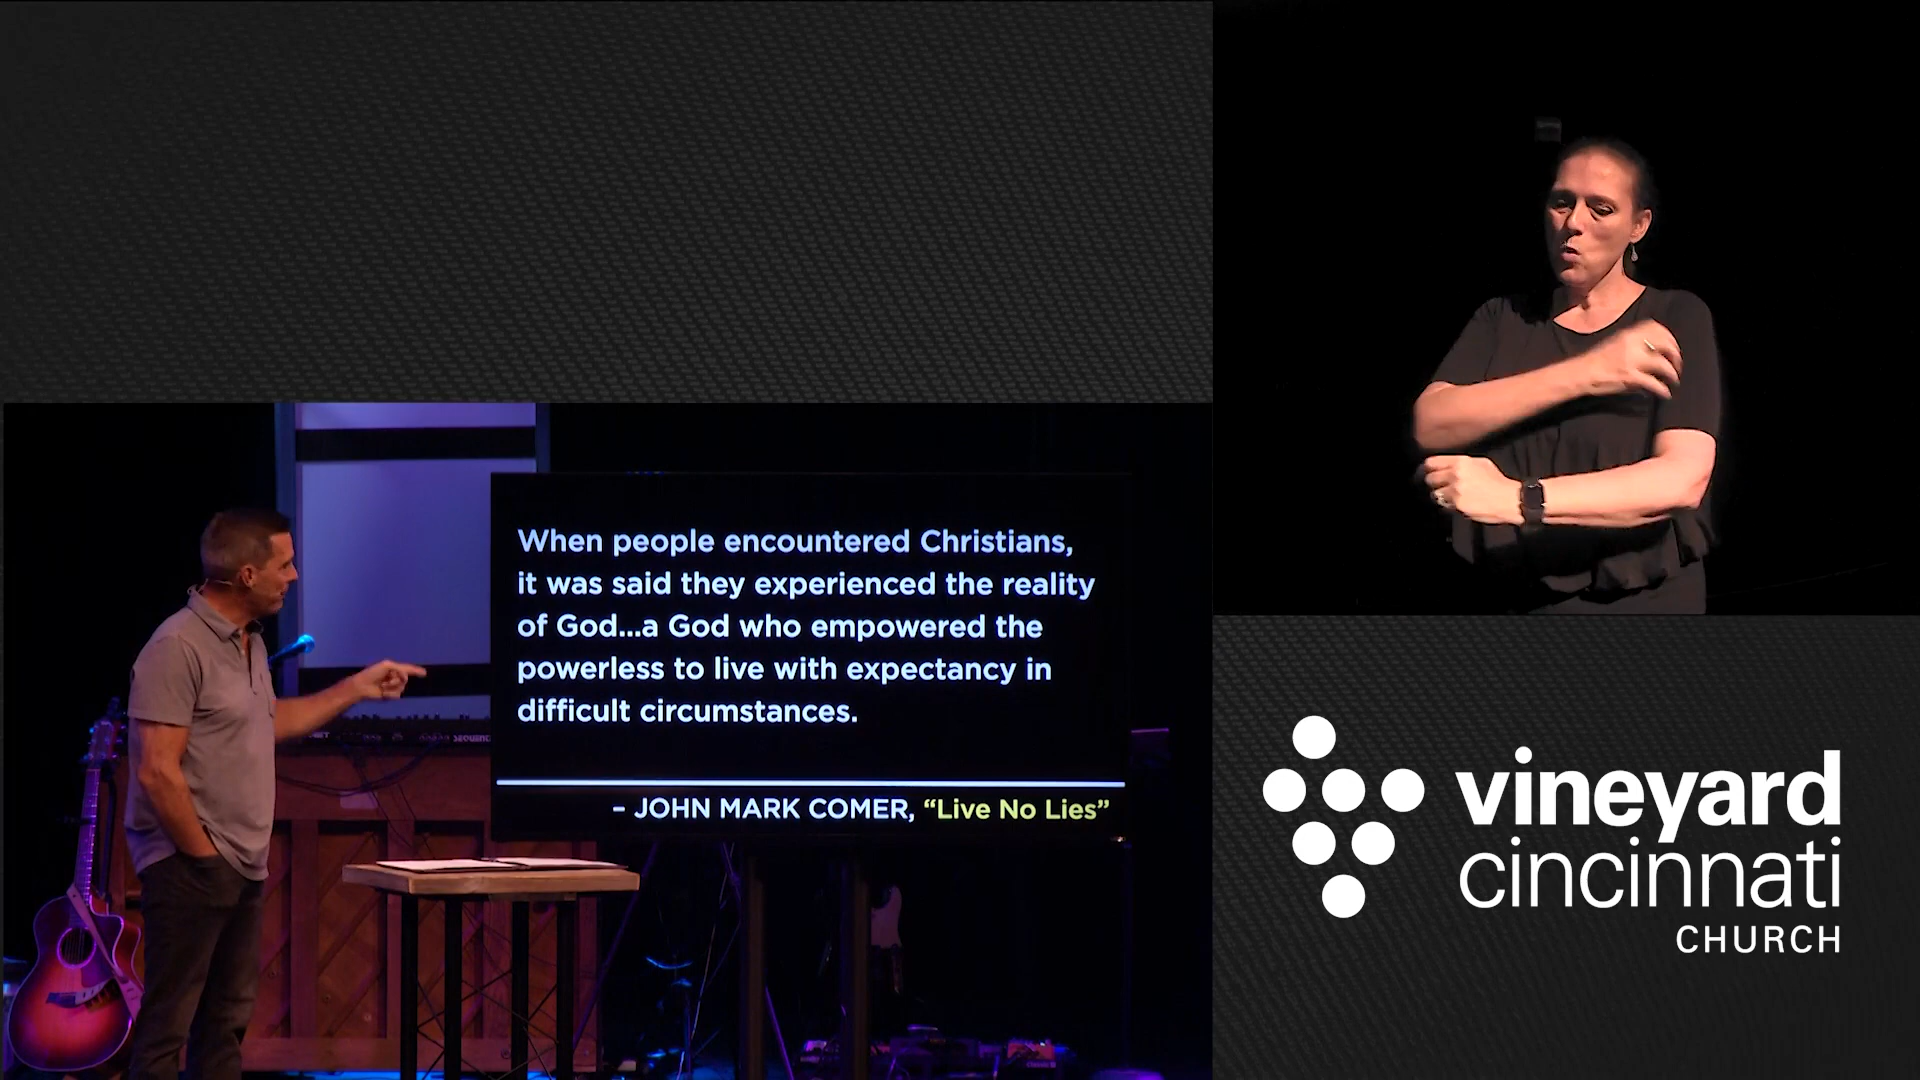 When people encountered Christians,
it was said they experienced the reality
of God...a God who empowered the
powerless to live with expectancy in
difficult circumstances.
– JOHN MARK COMER, “Live No Lies”
vineyard
cincinnati
CHURCH